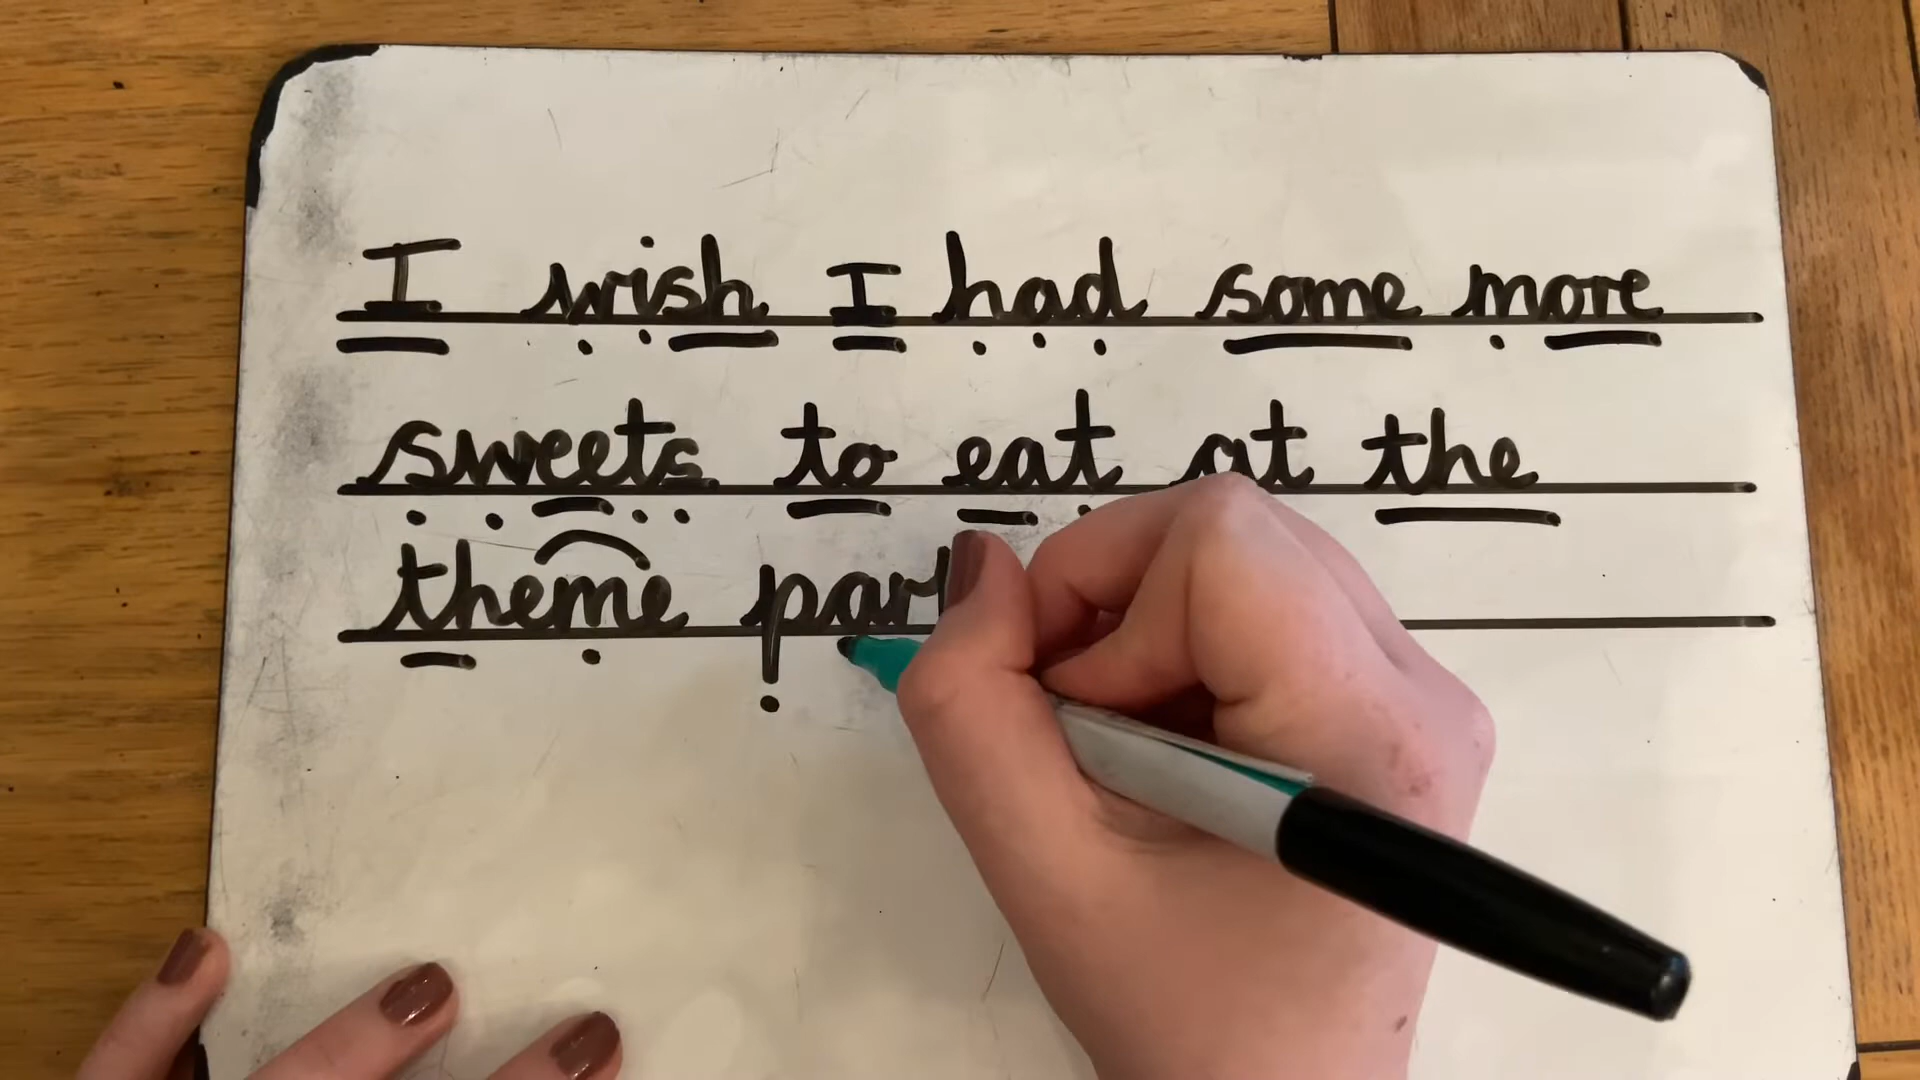 I wish I had some more
sweets to eat at the
theme par